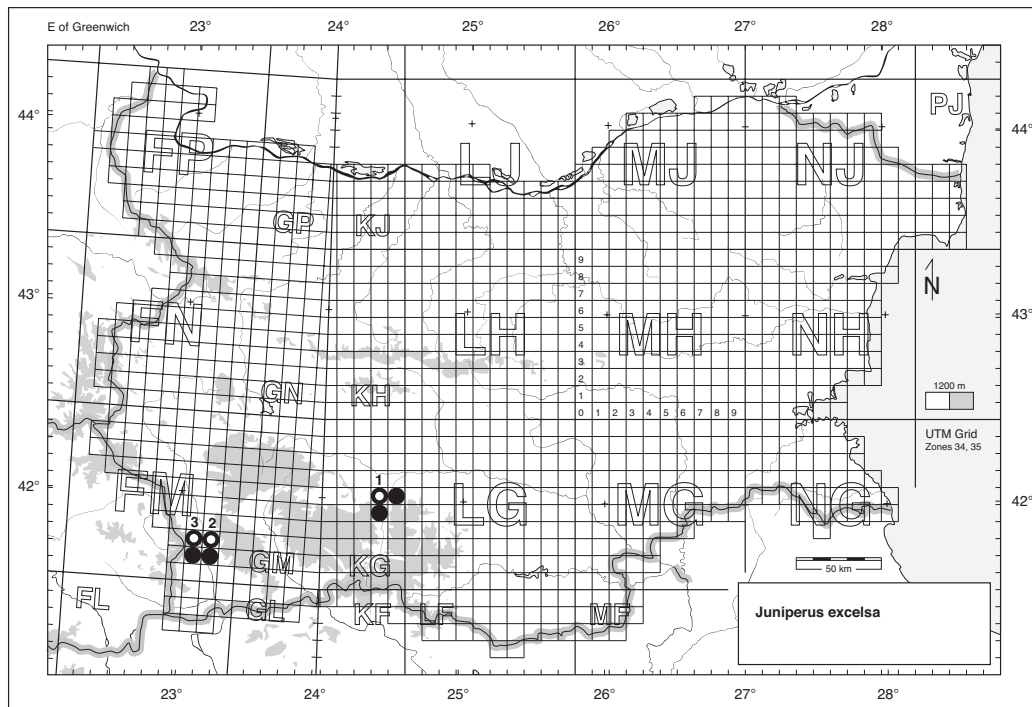 E of Greenwich 23° 24° 25° 26° 27° 28°
44° 44°
PJ
FP LJ MJ NJ
GP KJ
9
8
7
43° 6 43°
N
FN LH MH NH
5
4
3
2
GN KH 1 1200 m
0 1 2 3 4 5 6 7 8 9
UTM Grid
Zones 34, 35
42° 1 42°
FM LG MG NG
3 2
GM KG
50 km
FL GL KF LF MF
Juniperus excelsa
23° 24° 25° 26° 27° 28°